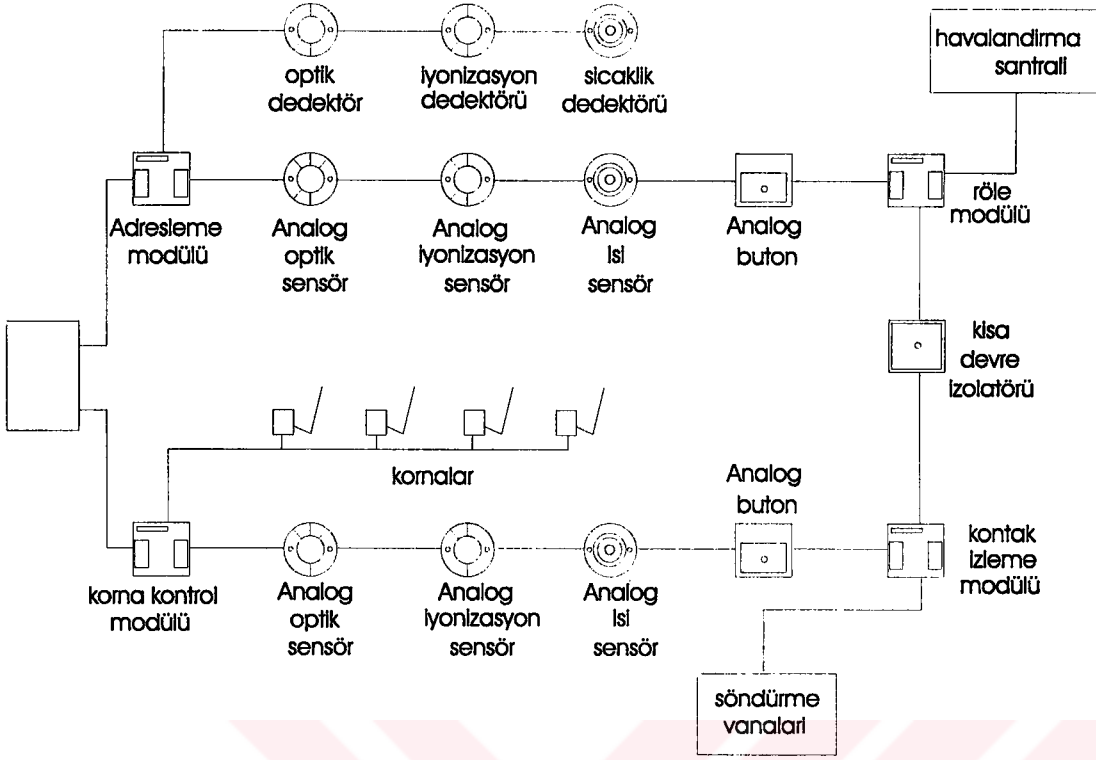 optik
dedektör
iyonizasyon
dedektörü
sicaklik
dedektörü
havalandirma
santrali
Adresleme
modülü
Analog
optik
sensör
Analog
iyonizasyon
sensör
Analog
isi
sensör
Analog
buton
röle
modülü
kisa
devre
izolatörü
kornalar
Analog
buton
korna kontrol
modülü
Analog
optik
sensör
Analog
iyonizasyon
sensör
Analog
isi
sensör
kontak
izleme
modülü
söndürme
vanalari